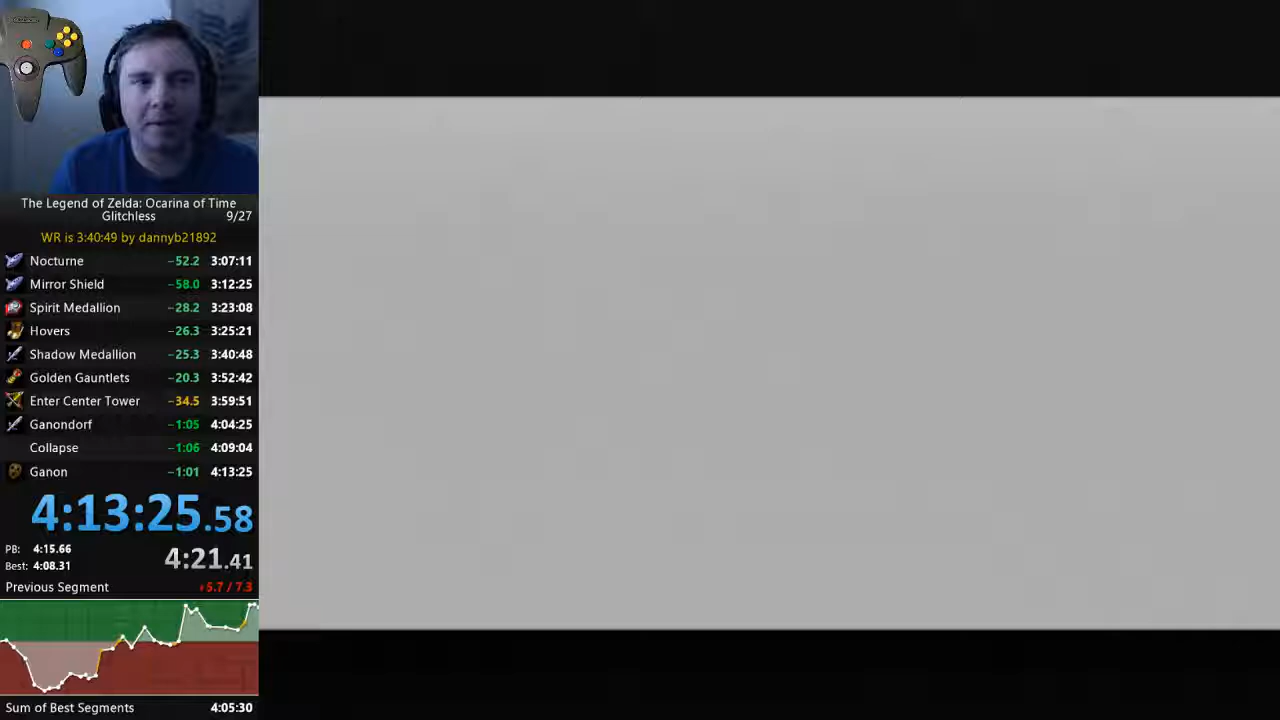 The Legend of Zelda: Ocarina of Time
Glitchless 9/27
WR is 3:40:49 by dannyb21892
Nocturne -52.2 3:07:11
Mirror Shield -58.0 3:12:25
Spirit Medallion -28.2 3:23:08
Hovers -26.3 3:25:21
Shadow Medallion -25.3 3:40:48
Golden Gauntlets -20.3 3:52:42
Enter Center Tower -34.5 3:59:51
Ganondorf -1:05 4:04:25
Collapse -1:06 4:09:04
Ganon -1:01 4:13:25
4:13:25.58
PB: 4:15.66
Best: 4:08.31
4:21.41
Previous Segment +5.7 / 7.3
Sum of Best Segments 4:05:30